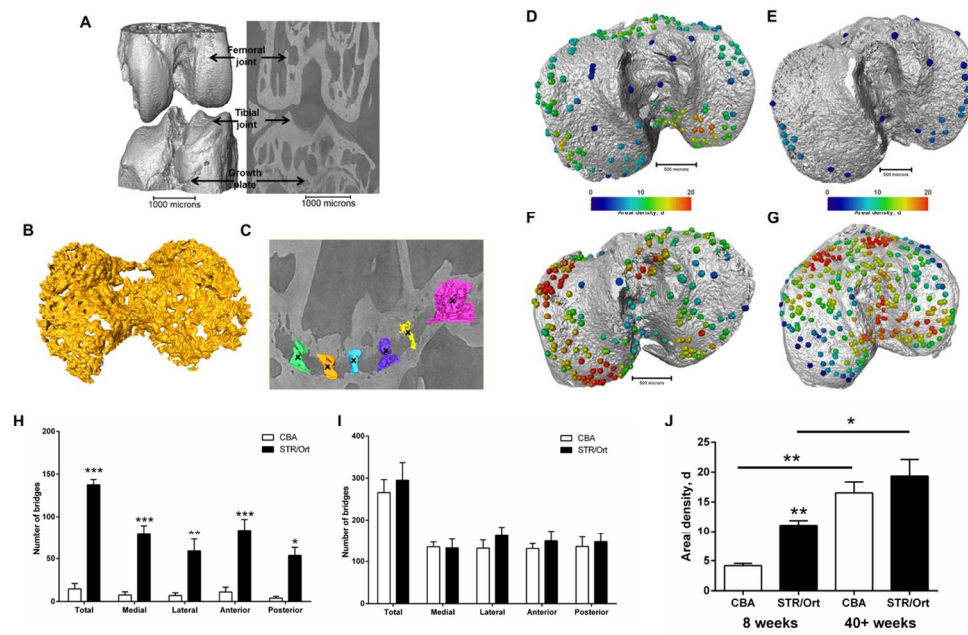 A
Femoral joint
Tibial joint
Growth plate
1000 microns
1000 microns
B
C
D
E
500 microns
500 microns
0 10 20
Areal density, d
0 10 20
Areal density, d
F
G
500 microns
H
CBA
STR/Ort
Number of bridges
200
150
100
50
0
***
***
**
***
*
Total Medial Lateral Anterior Posterior
I
CBA
STR/Ort
Number of bridges
400
300
200
100
0
Total Medial Lateral Anterior Posterior
J
Areal density, d
25
20
15
10
5
0
*
**
**
CBA STR/Ort CBA STR/Ort
8 weeks 40+ weeks